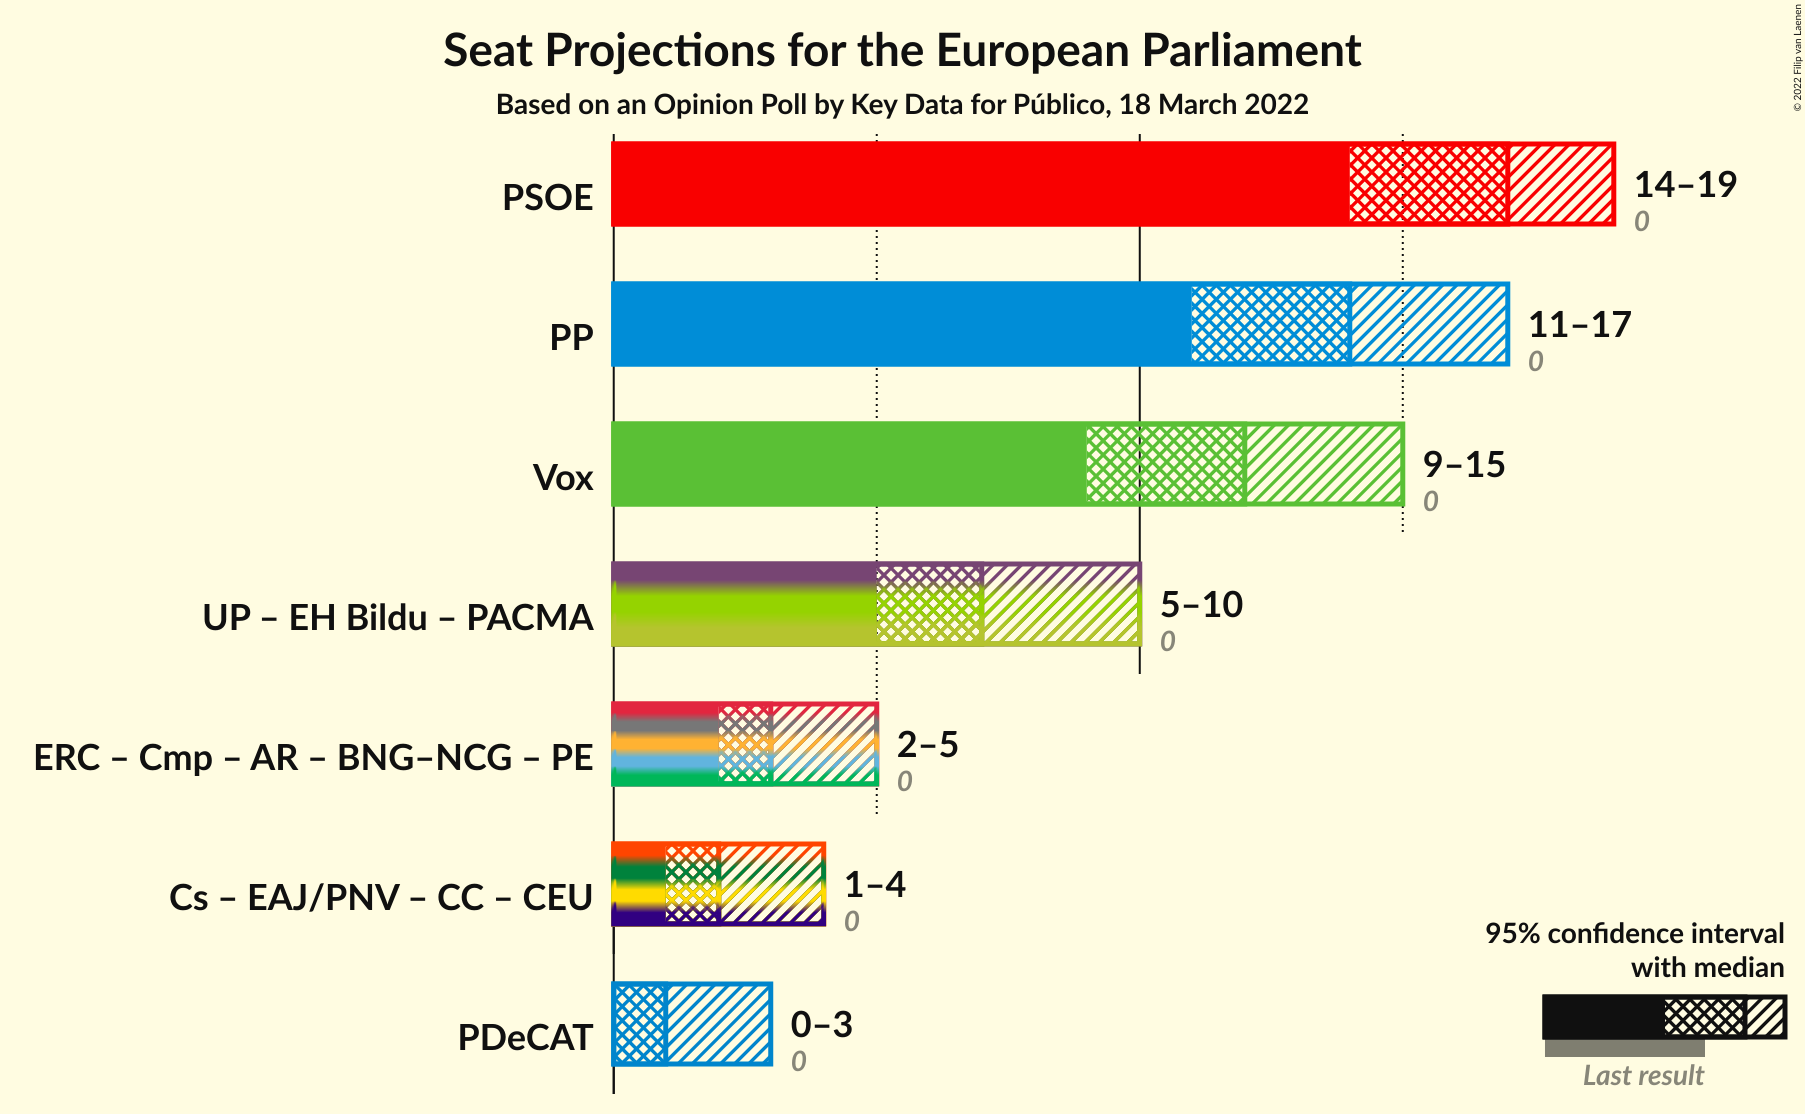 Seat Projections for the European Parliament
Based on an Opinion Poll by Key Data for Público, 18 March 2022
© 2022 Filip van Laenen
PSOE
14–19
0
PP
11–17
0
Vox
9–15
0
UP – EH Bildu – PACMA
5–10
0
ERC – Cmp – AR – BNG–NCG – PE
2–5
0
Cs – EAJ/PNV – CC – CEU
1–4
0
PDeCAT
0–3
0
95% confidence interval
with median
Last result